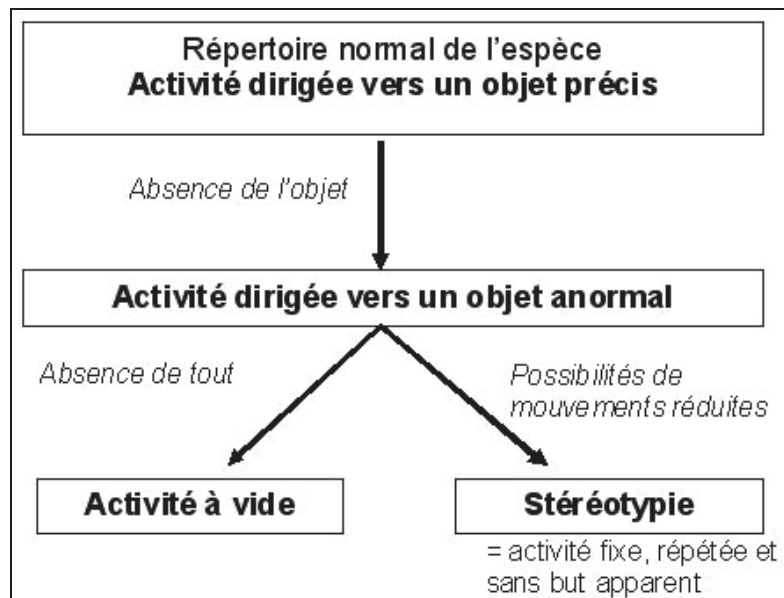 Répertoire normal de l'espèce
Activité dirigée vers un objet précis
Absence de l'objet
Activité dirigée vers un objet anormal
Absence de tout
Possibilités de
mouvements réduites
Activité à vide
Stéréotypie
= activité fixe, répétée et
sans but apparent